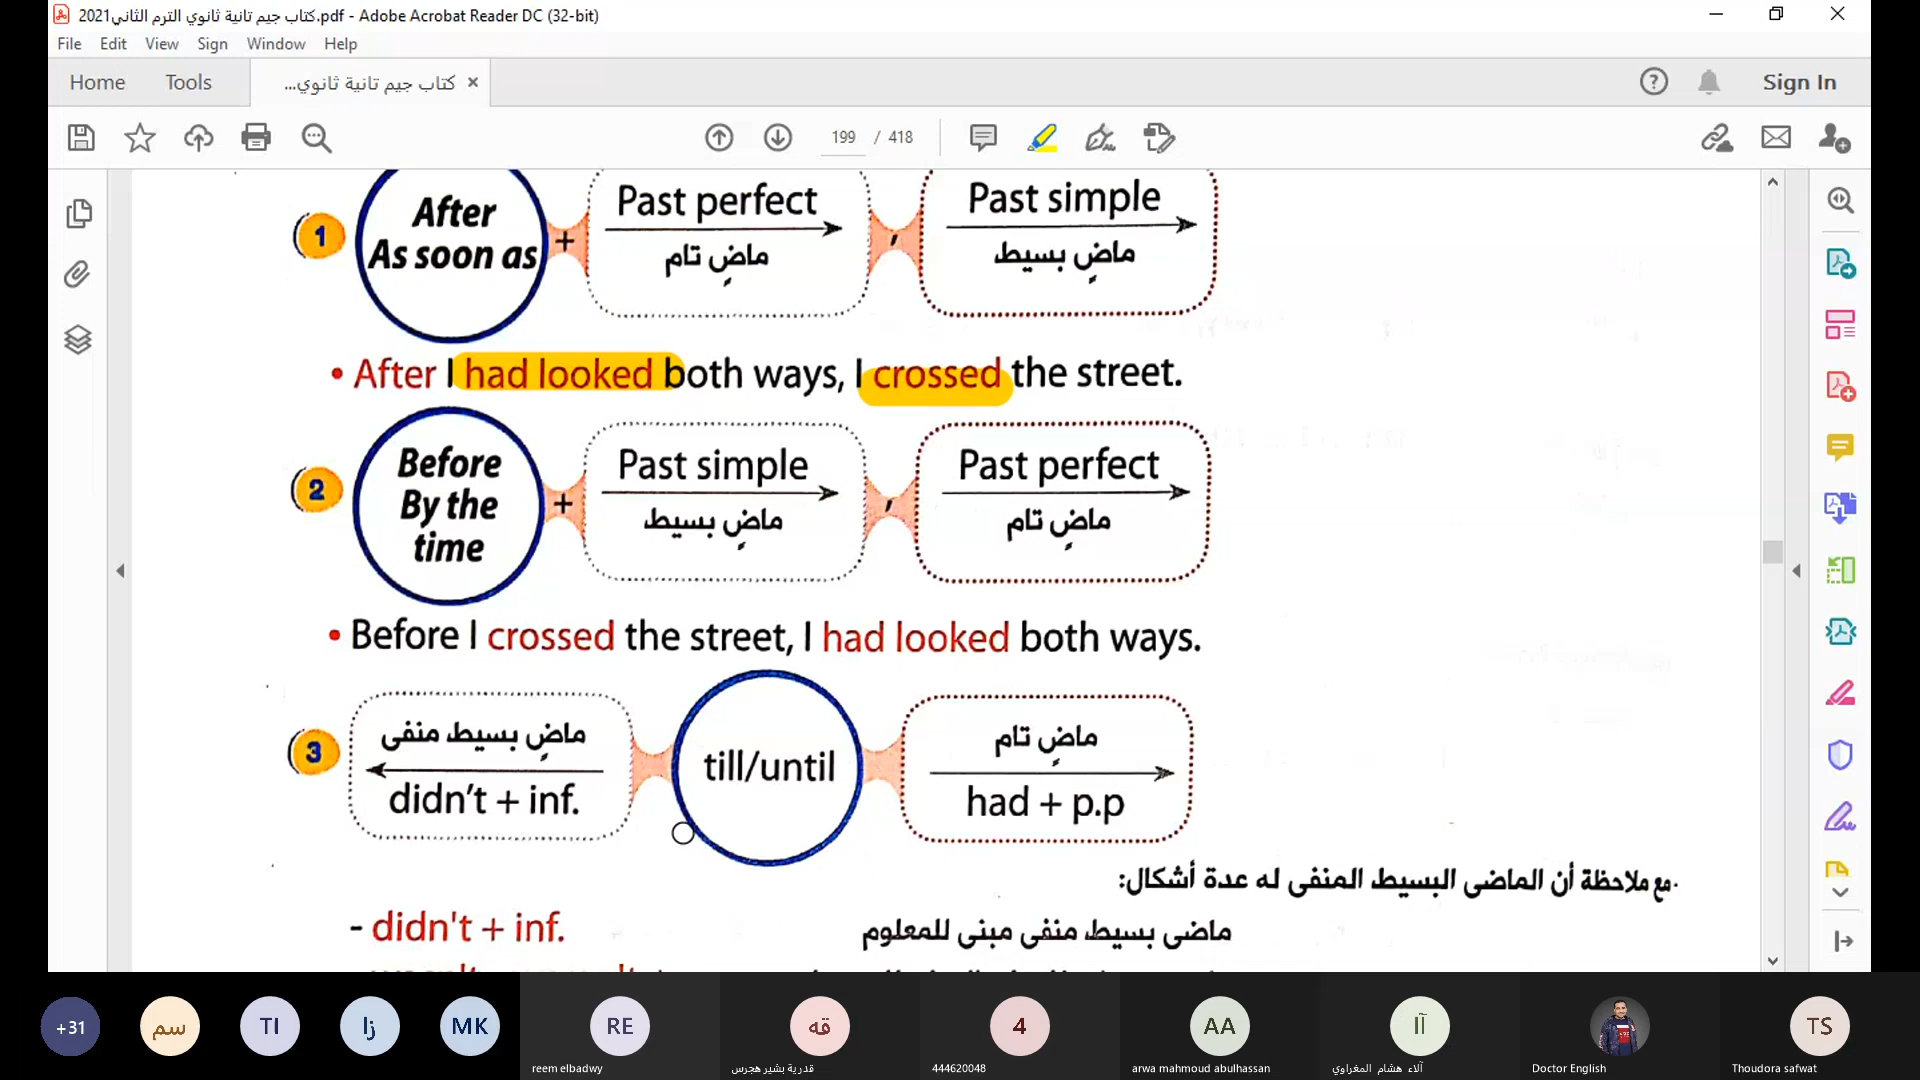 كتاب جيم تانية ثانوي الترم الثاني2021.pdf - Adobe Acrobat Reader DC (32-bit)
File Edit View Sign Window Help
Home Tools كتاب جيم تانية ثانوي... × Sign In
199 / 418
1 After + Past perfect , Past simple
As soon as ماضٍ تام ماضٍ بسيط
• After I had looked both ways, I crossed the street.
2 Before + Past simple , Past perfect
By the ماضٍ بسيط ماضٍ تام
time
• Before I crossed the street, I had looked both ways.
3 ماضٍ بسيط منفى till/until ماضٍ تام
didn't + inf. had + p.p
· مع ملاحظة أن الماضى البسيط المنفى له عدة أشكال:
- didn't + inf. ماضى بسيط منفى مبنى للمعلوم
+31 سم TI زا MK RE قه 4 AA آا TS
reem elbadwy قدرية بشير هجرس 444620048 arwa mahmoud abulhassan آلاء هشام المغراوي Doctor English Thoudora safwat